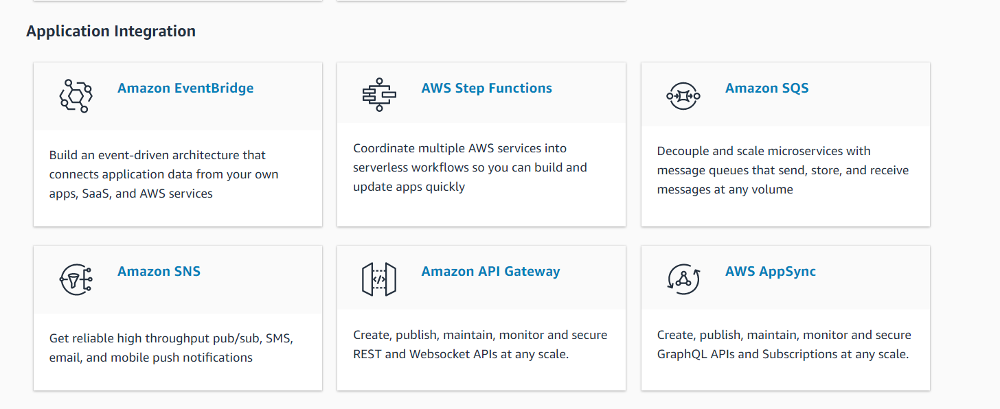 Application Integration
Amazon EventBridge
Build an event-driven architecture that
connects application data from your own
apps, SaaS, and AWS services
AWS Step Functions
Coordinate multiple AWS services into
serverless workflows so you can build and
update apps quickly
Amazon SQS
Decouple and scale microservices with
message queues that send, store, and receive
messages at any volume
Amazon SNS
Get reliable high throughput pub/sub, SMS,
email, and mobile push notifications
Amazon API Gateway
Create, publish, maintain, monitor and secure
REST and Websocket APIs at any scale.
AWS AppSync
Create, publish, maintain, monitor and secure
GraphQL APIs and Subscriptions at any scale.